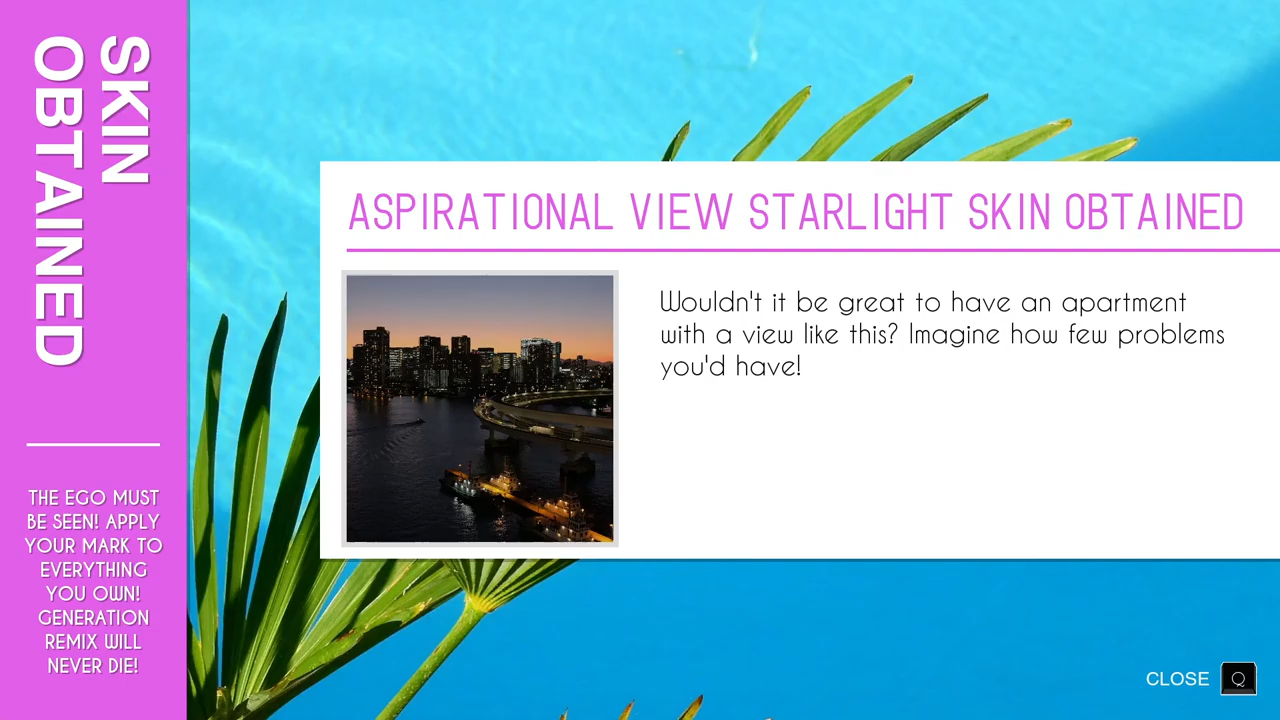 SKIN
OBTAINED
THE EGO MUST
BE SEEN! APPLY
YOUR MARK TO
EVERYTHING
YOU OWN!
GENERATION
REMIX WILL
NEVER DIE!
ASPIRATIONAL VIEW STARLIGHT SKIN OBTAINED
Wouldn't it be great to have an apartment
with a view like this? Imagine how few problems
you'd have!
CLOSE Q